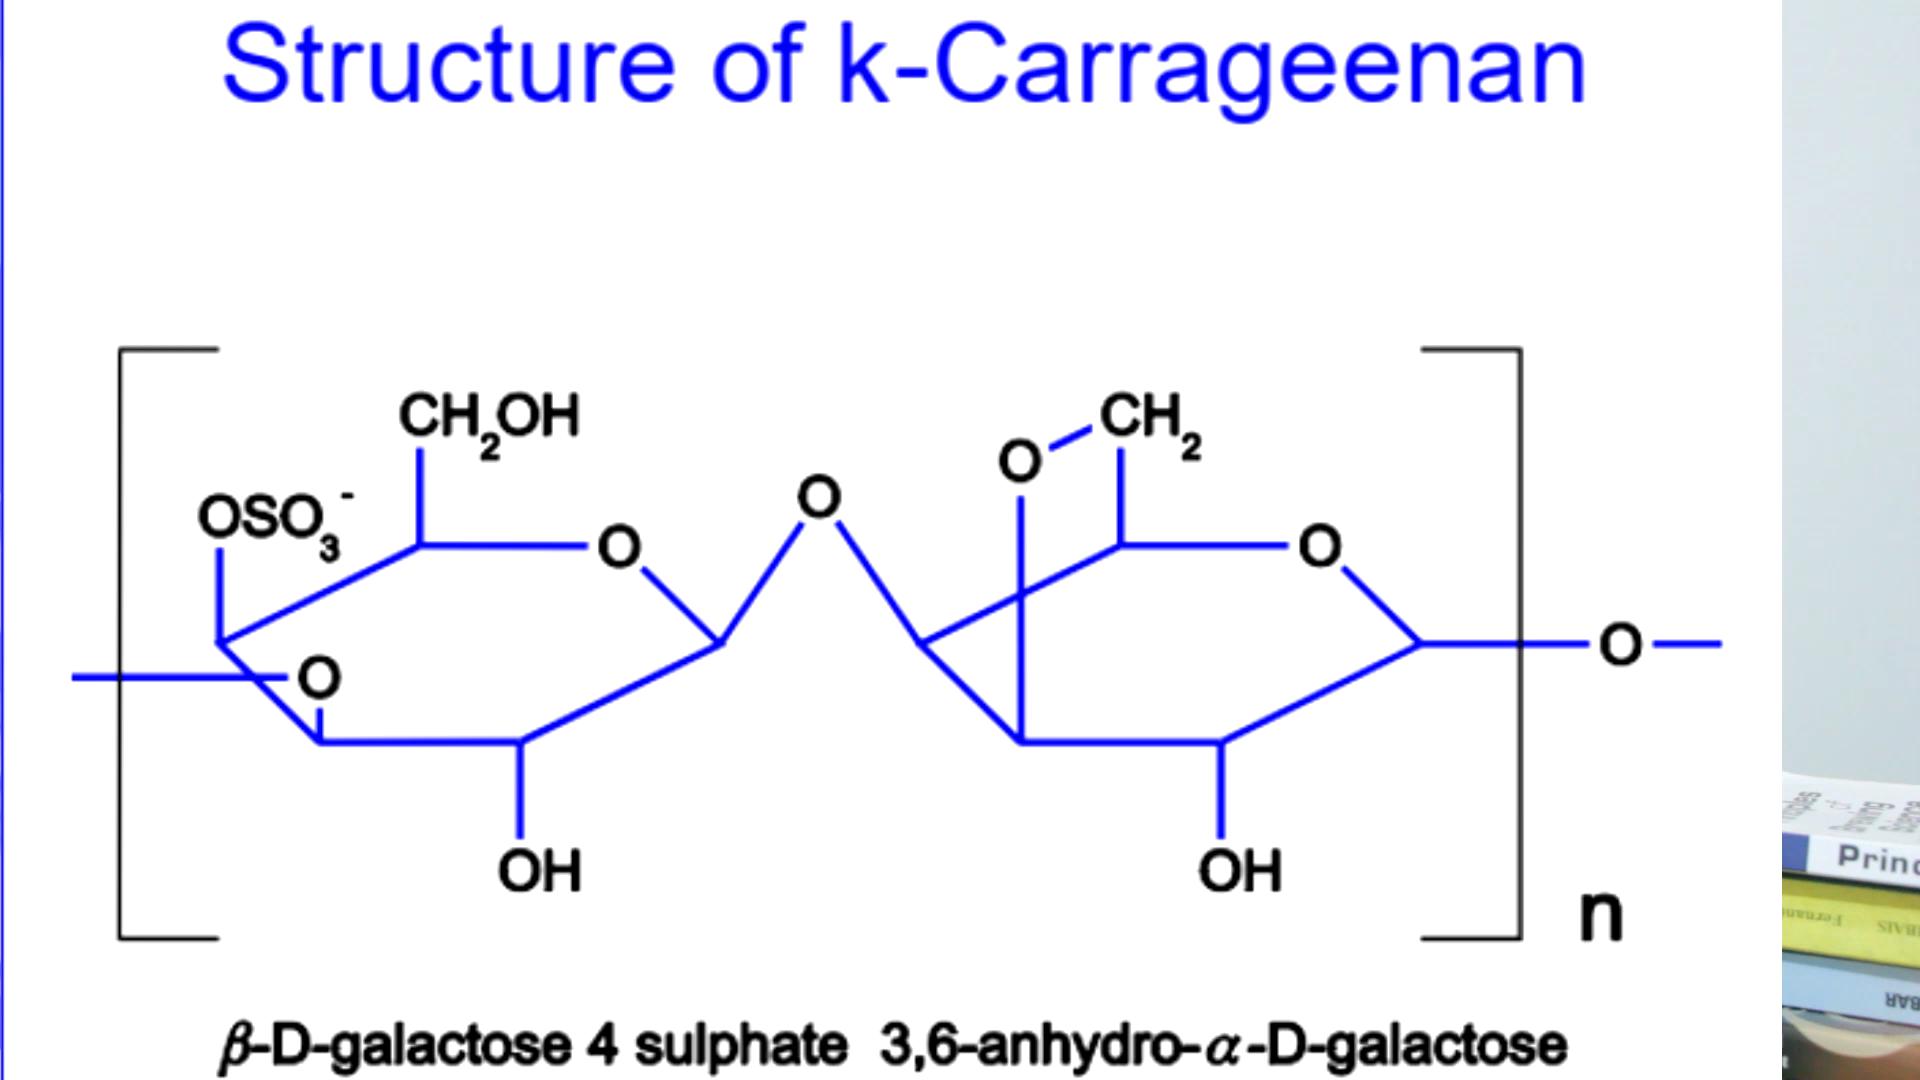 Structure of k-Carrageenan
CH2OH
CH2
O
O
OSO3-
O
O
O
O
O
OH
OH
n
β-D-galactose 4 sulphate 3,6-anhydro-α-D-galactose
Princ